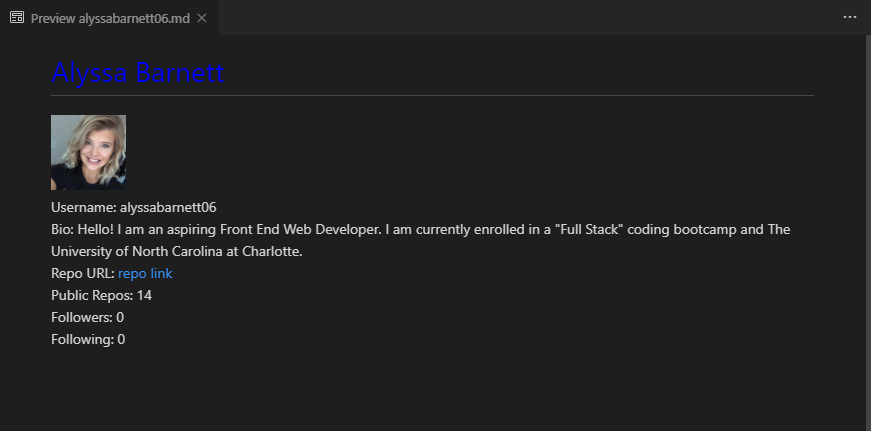 Preview alyssabarnett06.md
Alyssa Barnett
Username: alyssabarnett06
Bio: Hello! I am an aspiring Front End Web Developer. I am currently enrolled in a "Full Stack" coding bootcamp and The
University of North Carolina at Charlotte.
Repo URL: repo link
Public Repos: 14
Followers: 0
Following: 0